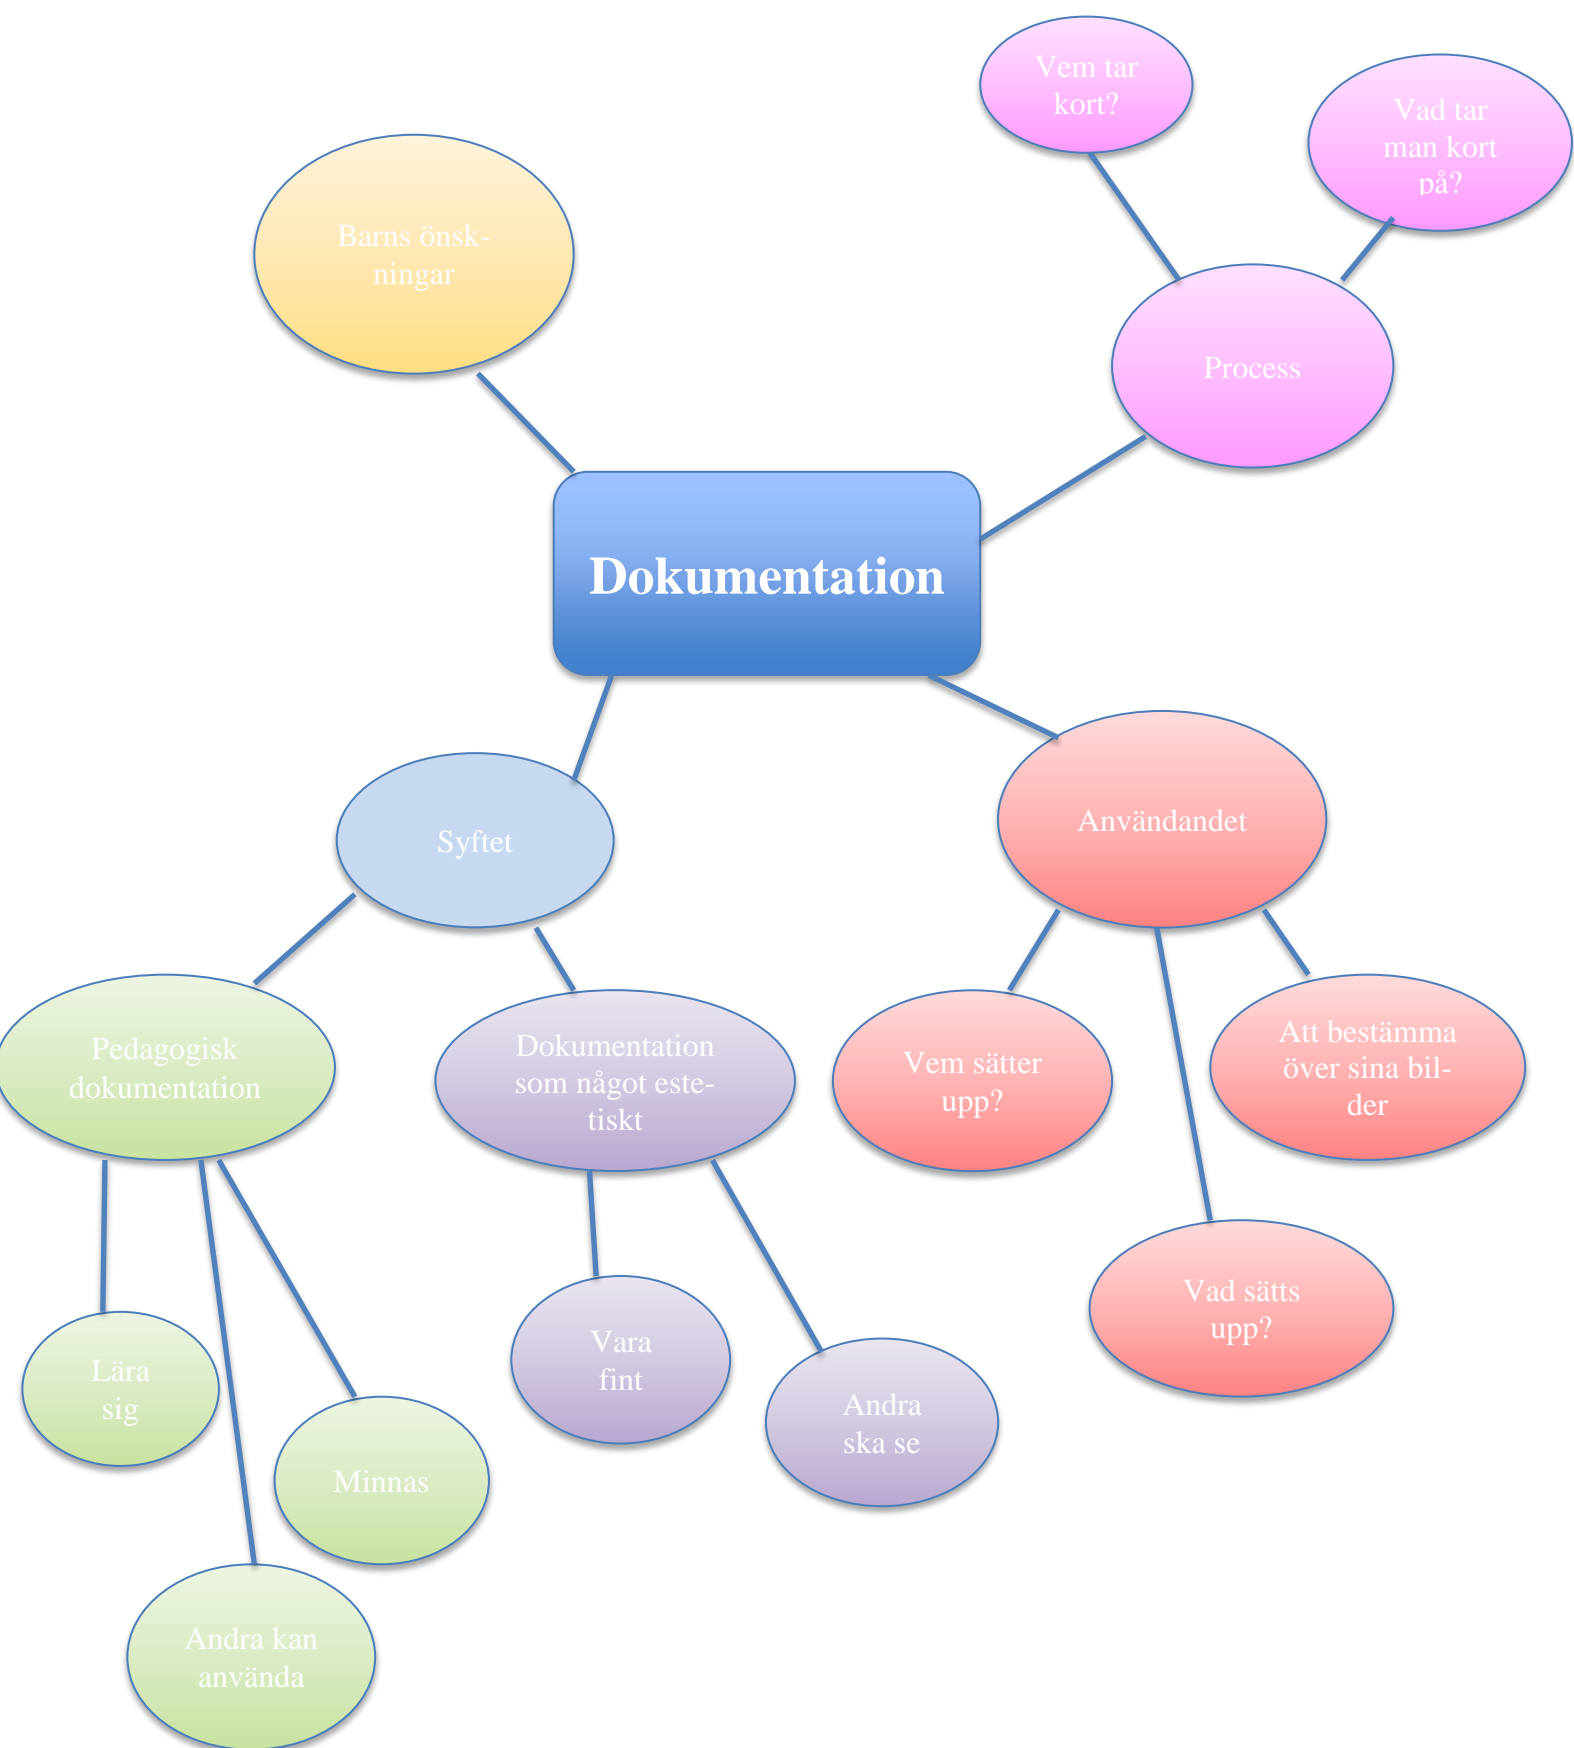 Vem tar
kort?
Vad tar
man kort
på?
Barns önsk-
ningar
Process
Dokumentation
Användandet
Syftet
Pedagogisk
dokumentation
Dokumentation
som något este-
tiskt
Vem sätter
upp?
Att bestämma
över sina bil-
der
Vad sätts
upp?
Lära
sig
Vara
fint
Andra
ska se
Minnas
Andra kan
använda